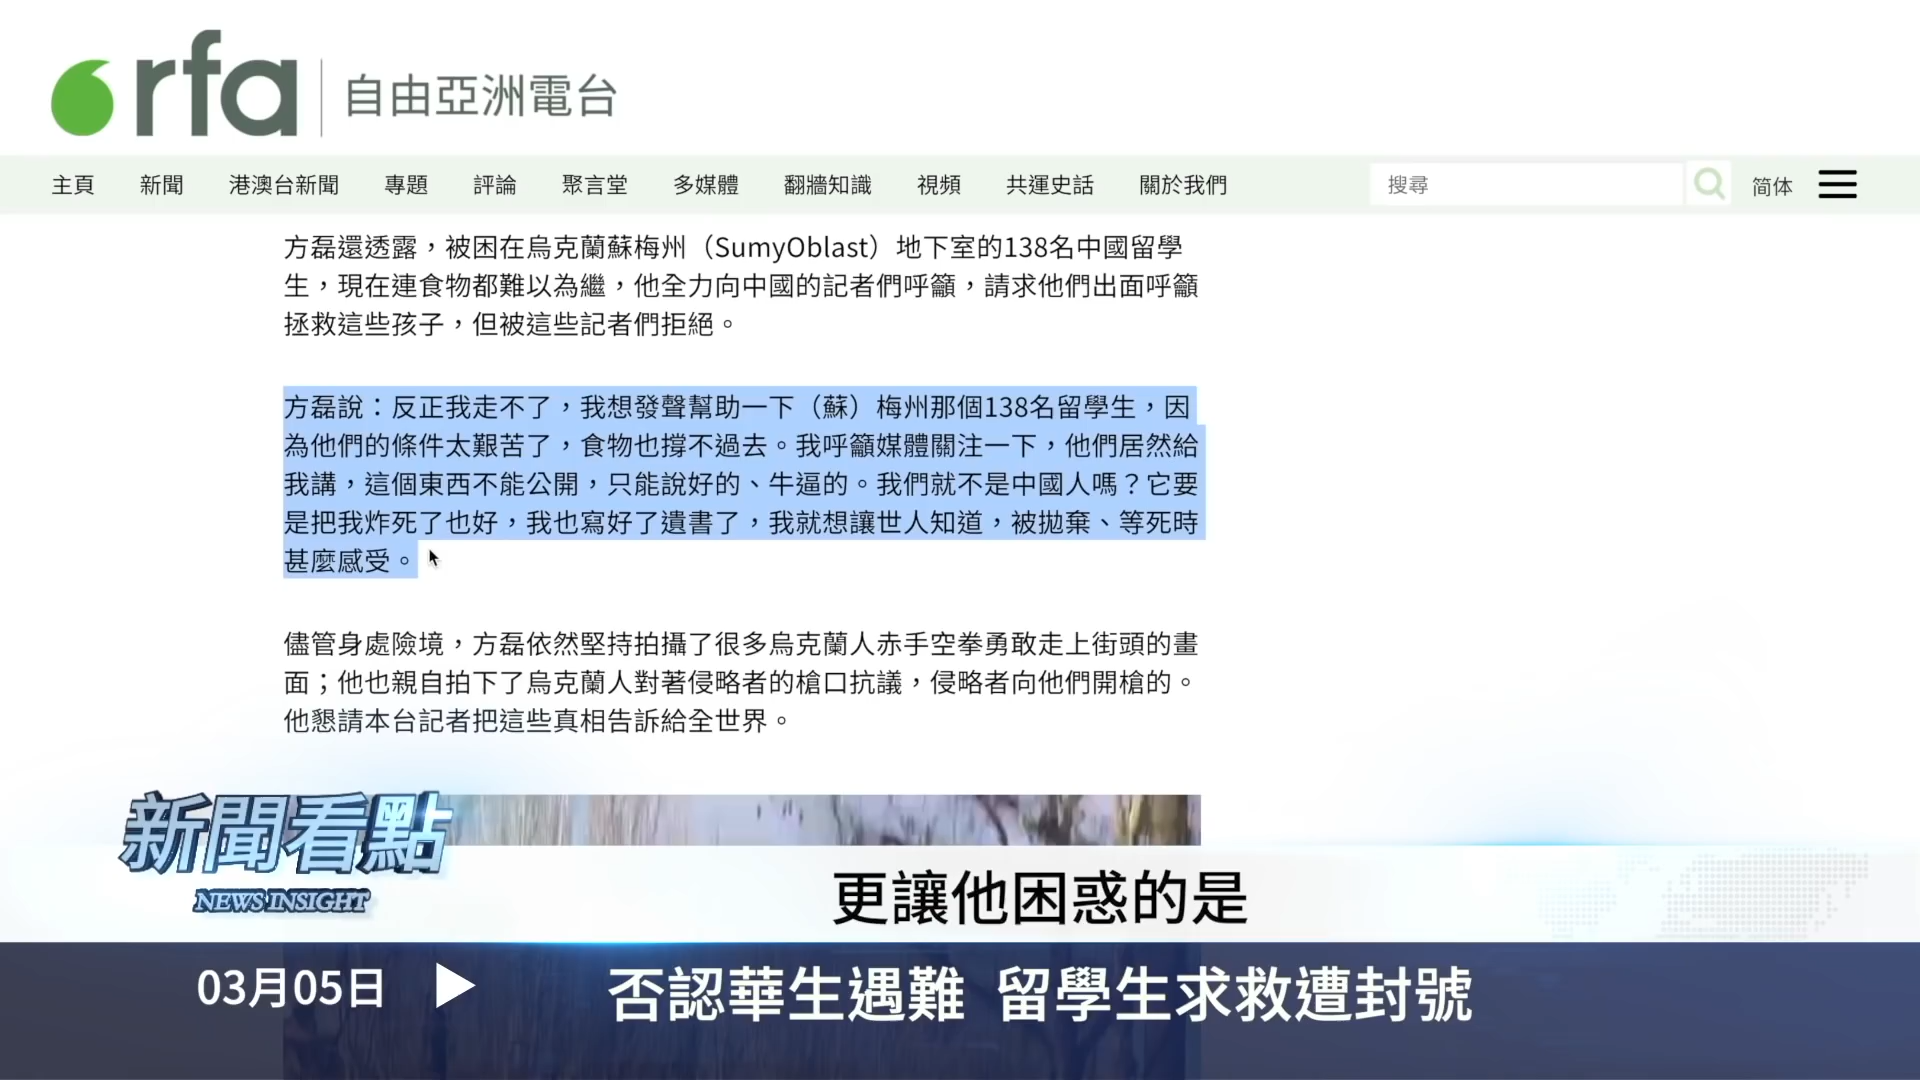 rfa 自由亞洲電台
主頁 新聞 港澳台新聞 專題 評論 聚言堂 多媒體 翻牆知識 視頻 共運史話 關於我們 搜尋 简体
方磊還透露，被困在烏克蘭蘇梅州（SumyOblast）地下室的138名中國留學
生，現在連食物都難以為繼，他全力向中國的記者們呼籲，請求他們出面呼籲
拯救這些孩子，但被這些記者們拒絕。
方磊說：反正我走不了，我想發聲幫助一下（蘇）梅州那個138名留學生，因
為他們的條件太艱苦了，食物也撐不過去。我呼籲媒體關注一下，他們居然給
我講，這個東西不能公開，只能說好的、牛逼的。我們就不是中國人嗎？它要
是把我炸死了也好，我也寫好了遺書了，我就想讓世人知道，被拋棄、等死時
甚麼感受。
儘管身處險境，方磊依然堅持拍攝了很多烏克蘭人赤手空拳勇敢走上街頭的畫
面；他也親自拍下了烏克蘭人對著侵略者的槍口抗議，侵略者向他們開槍的。
他懇請本台記者把這些真相告訴給全世界。
新聞看點
NEWS INSIGHT
更讓他困惑的是
03月05日 否認華生遇難 留學生求救遭封號